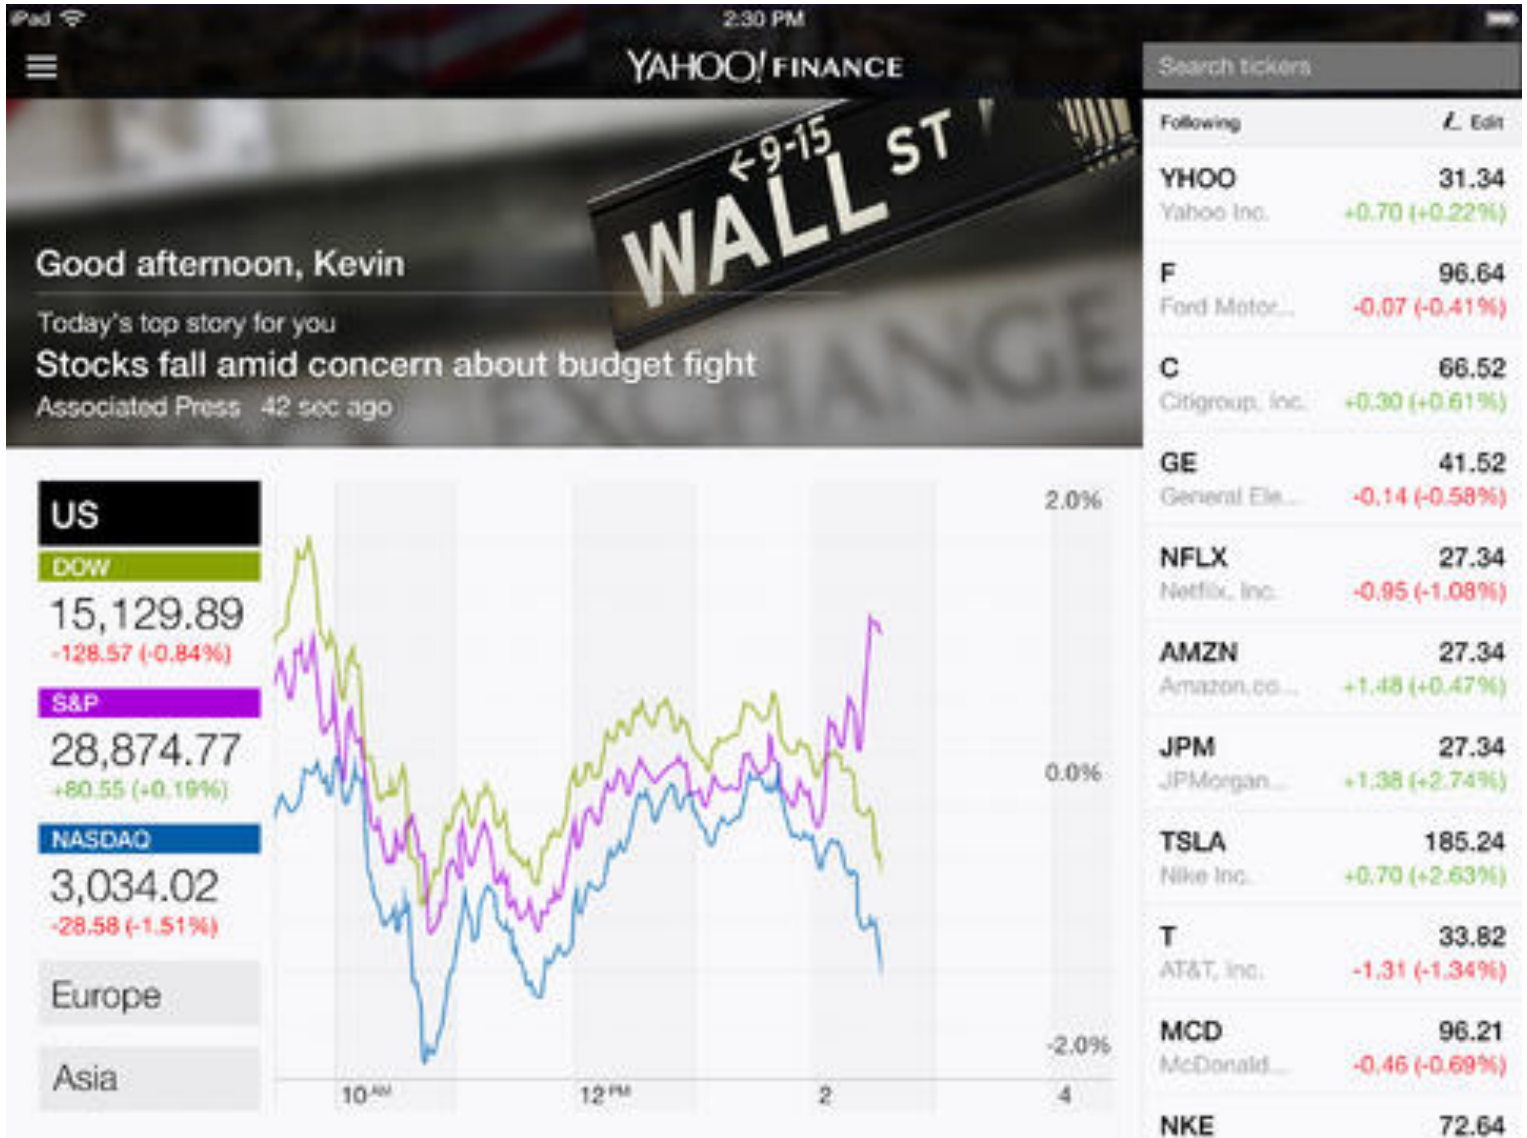 iPad
2:30 PM
YAHOO! FINANCE
Search tickers
←9-15
WALL ST
EXCHANGE
Good afternoon, Kevin
Today's top story for you
Stocks fall amid concern about budget fight
Associated Press 42 sec ago
US
DOW
15,129.89
-128.57 (-0.84%)
S&P
28,874.77
+80.55 (+0.19%)
NASDAQ
3,034.02
-28.58 (-1.51%)
Europe
Asia
2.0%
0.0%
-2.0%
10 AM
12 PM
2
4
Following
Edit
YHOO 31.34
Yahoo Inc. +0.70 (+0.22%)
F 96.64
Ford Motor... -0.07 (-0.41%)
C 66.52
Citigroup, Inc. +0.30 (+0.61%)
GE 41.52
General Ele... -0.14 (-0.58%)
NFLX 27.34
Netflix, Inc. -0.95 (-1.08%)
AMZN 27.34
Amazon.co... +1.48 (+0.47%)
JPM 27.34
JPMorgan... +1.38 (+2.74%)
TSLA 185.24
Nike Inc. +0.70 (+2.63%)
T 33.82
AT&T, Inc. -1.31 (-1.34%)
MCD 96.21
McDonald... -0.46 (-0.69%)
NKE 72.64